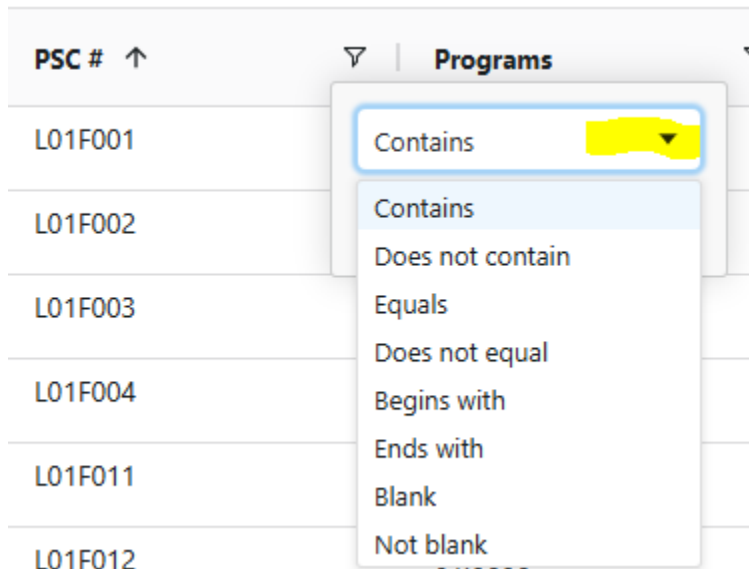 PSC # Programs
L01F001
L01F002
L01F003
L01F004
L01F011
L01F012
Contains
Contains
Does not contain
Equals
Does not equal
Begins with
Ends with
Blank
Not blank